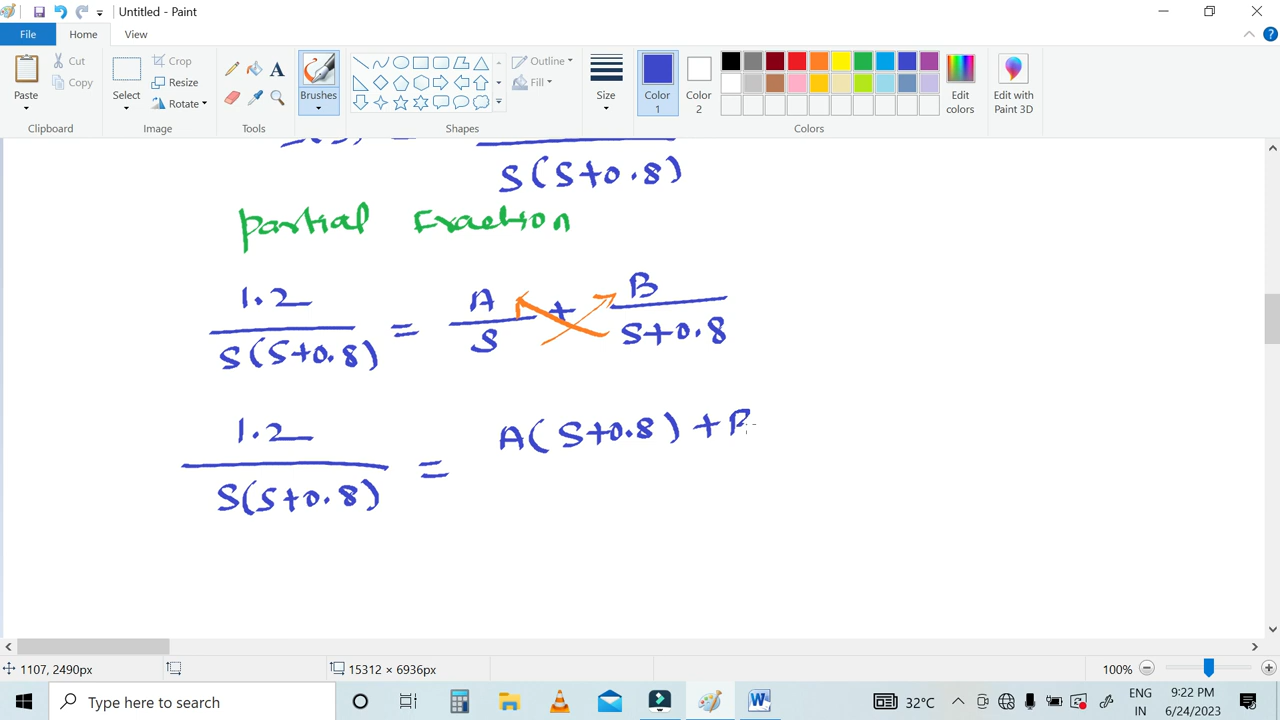 Untitled - Paint
File Home View
Paste Cut Copy Clipboard
Select Crop Resize Rotate Image
Tools
Brushes
Outline Fill Shapes
Size
Color 1 Color 2 Edit colors Edit with Paint 3D Colors
S(S+0.8)
partial Fraction
1.2/S(S+0.8) = A/S + B/S+0.8
1.2/S(S+0.8) = A(S+0.8) +
1107, 2490px 15312 × 6936px 100%
Type here to search 32°C ENG IN 9:22 PM 6/24/2023